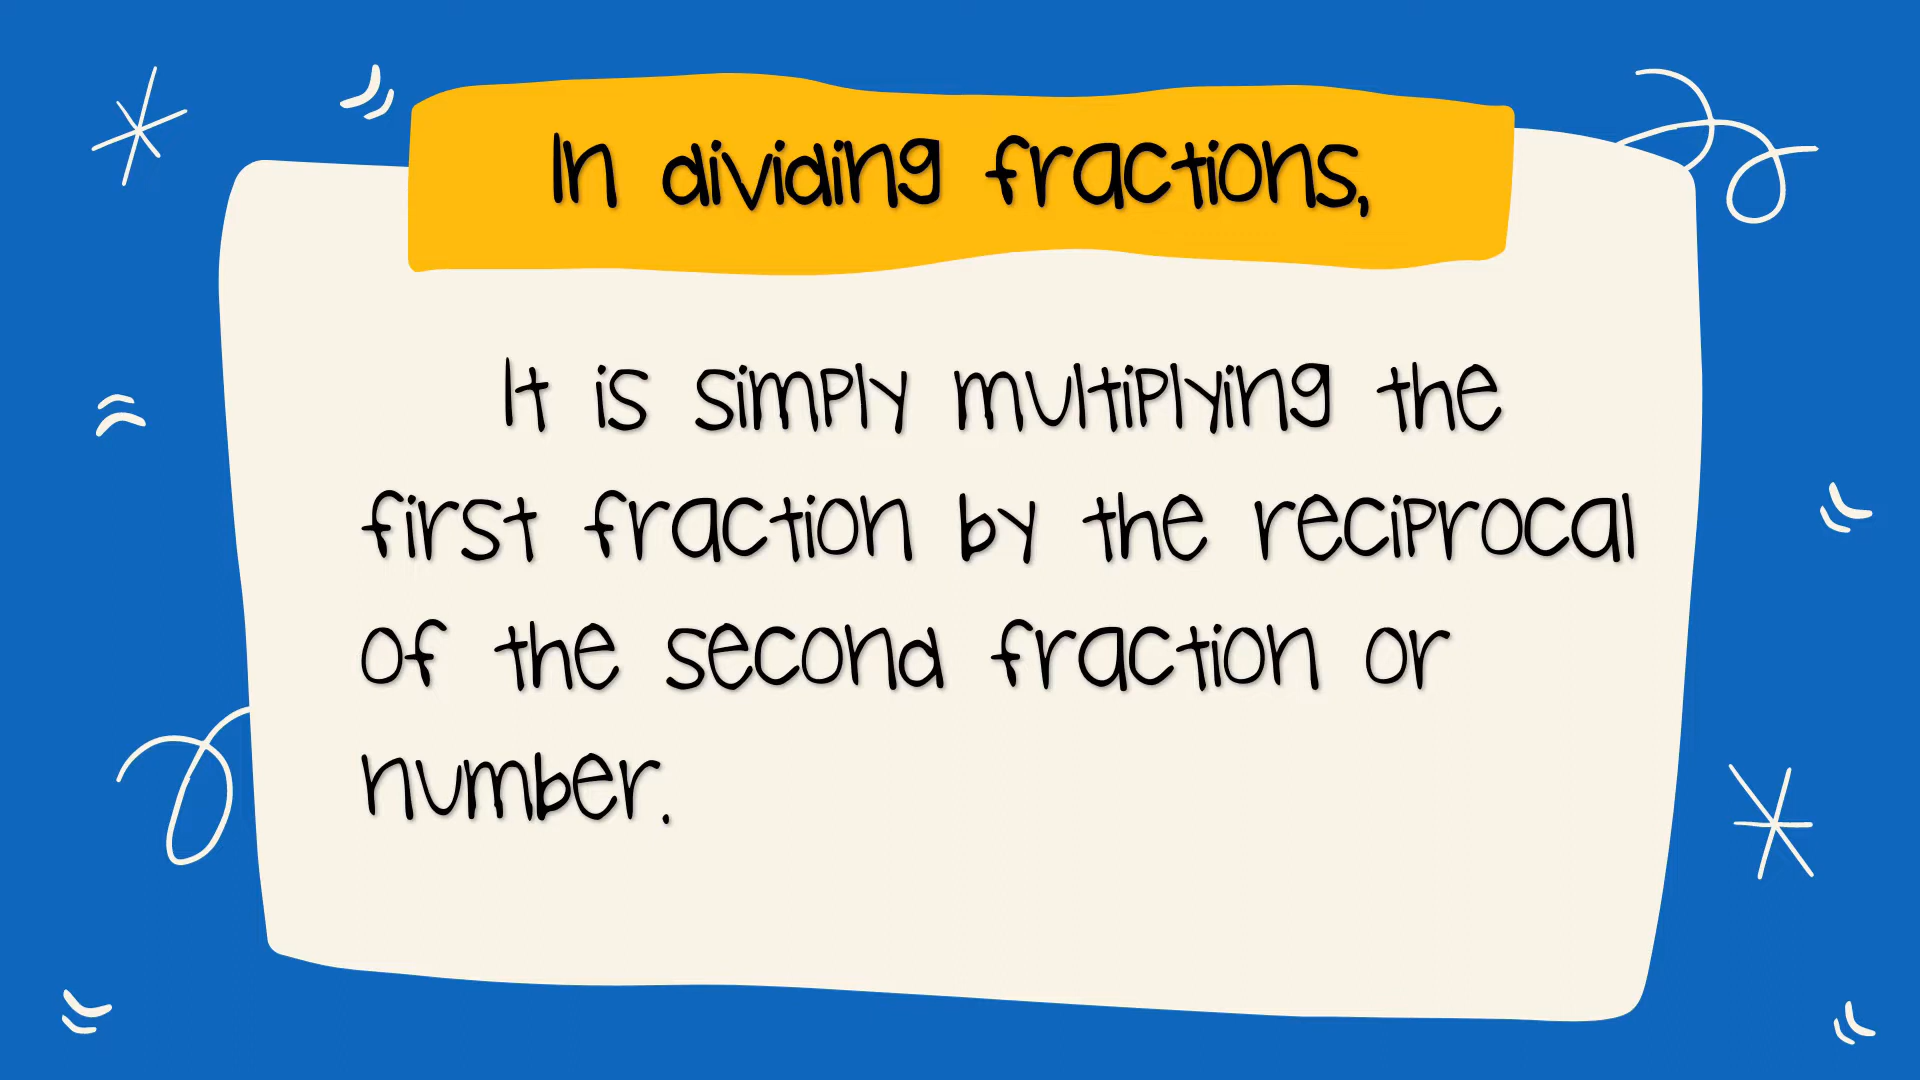 In dividing fractions,
It is simply multiplying the
first fraction by the reciprocal
of the second fraction or
number.